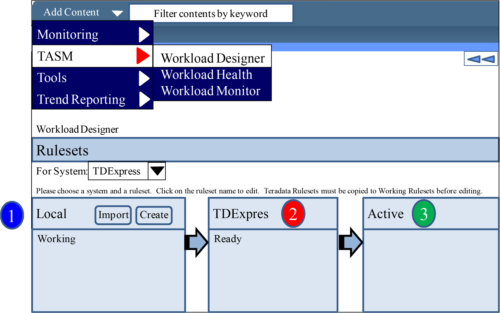 Add Content
Filter contents by keyword
Monitoring
TASM
Workload Designer
Workload Health
Tools
Workload Monitor
Trend Reporting
Workload Designer
Rulesets
For System: TDExpress
Please choose a system and a ruleset. Click on the ruleset name to edit. Teradata Rulesets must be copied to Working Rulesets before editing.
1
Local Import Create
TDExpres 2
Active 3
Working
Ready